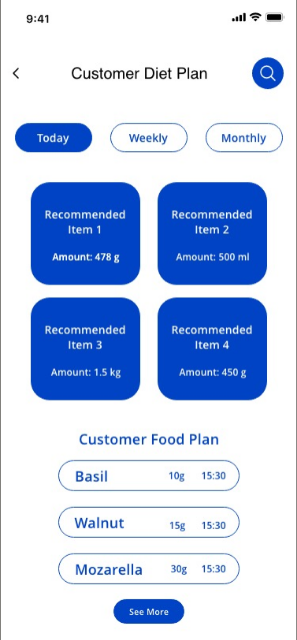 9:41
Customer Diet Plan
Today Weekly Monthly
Recommended
Item 1
Amount: 478 g
Recommended
Item 2
Amount: 500 ml
Recommended
Item 3
Amount: 1.5 kg
Recommended
Item 4
Amount: 450 g
Customer Food Plan
Basil 10g 15:30
Walnut 15g 15:30
Mozarella 30g 15:30
See More